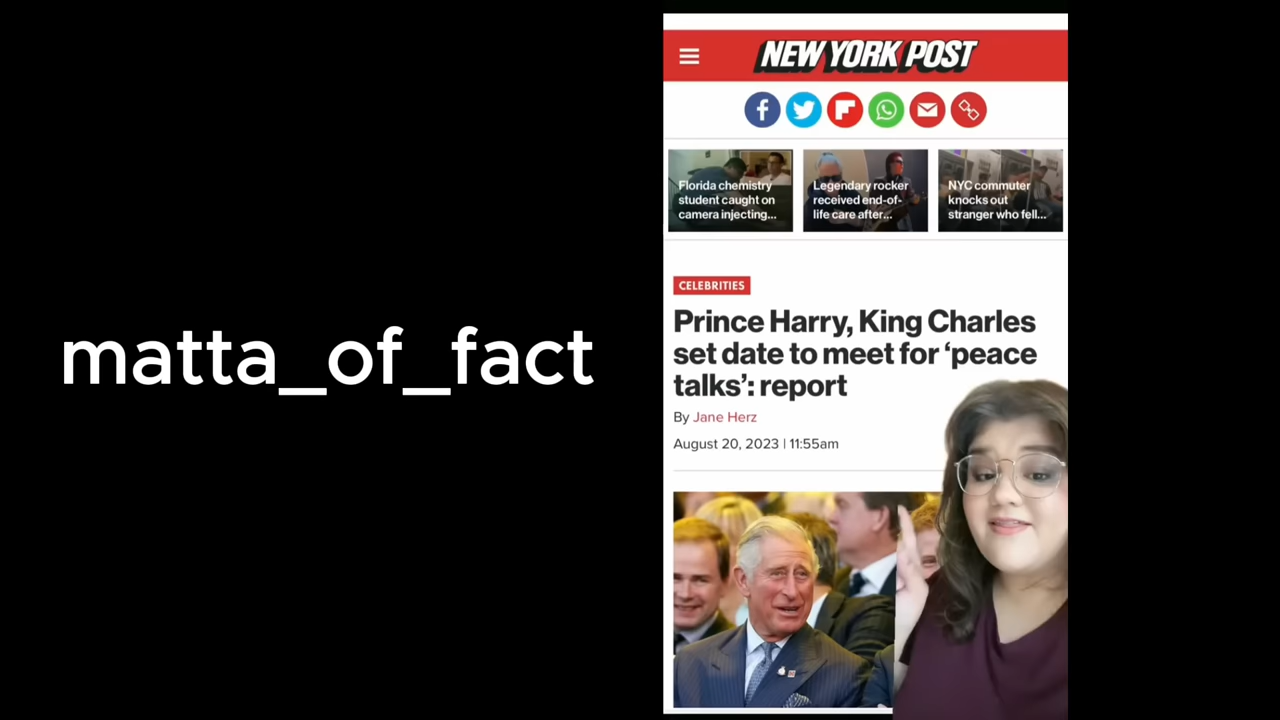 matta_of_fact
NEW YORK POST
Florida chemistry
student caught on
camera injecting...
Legendary rocker
received end-of-
life care after...
NYC commuter
knocks out
stranger who fell...
CELEBRITIES
Prince Harry, King Charles
set date to meet for ‘peace
talks’: report
By Jane Herz
August 20, 2023 | 11:55am